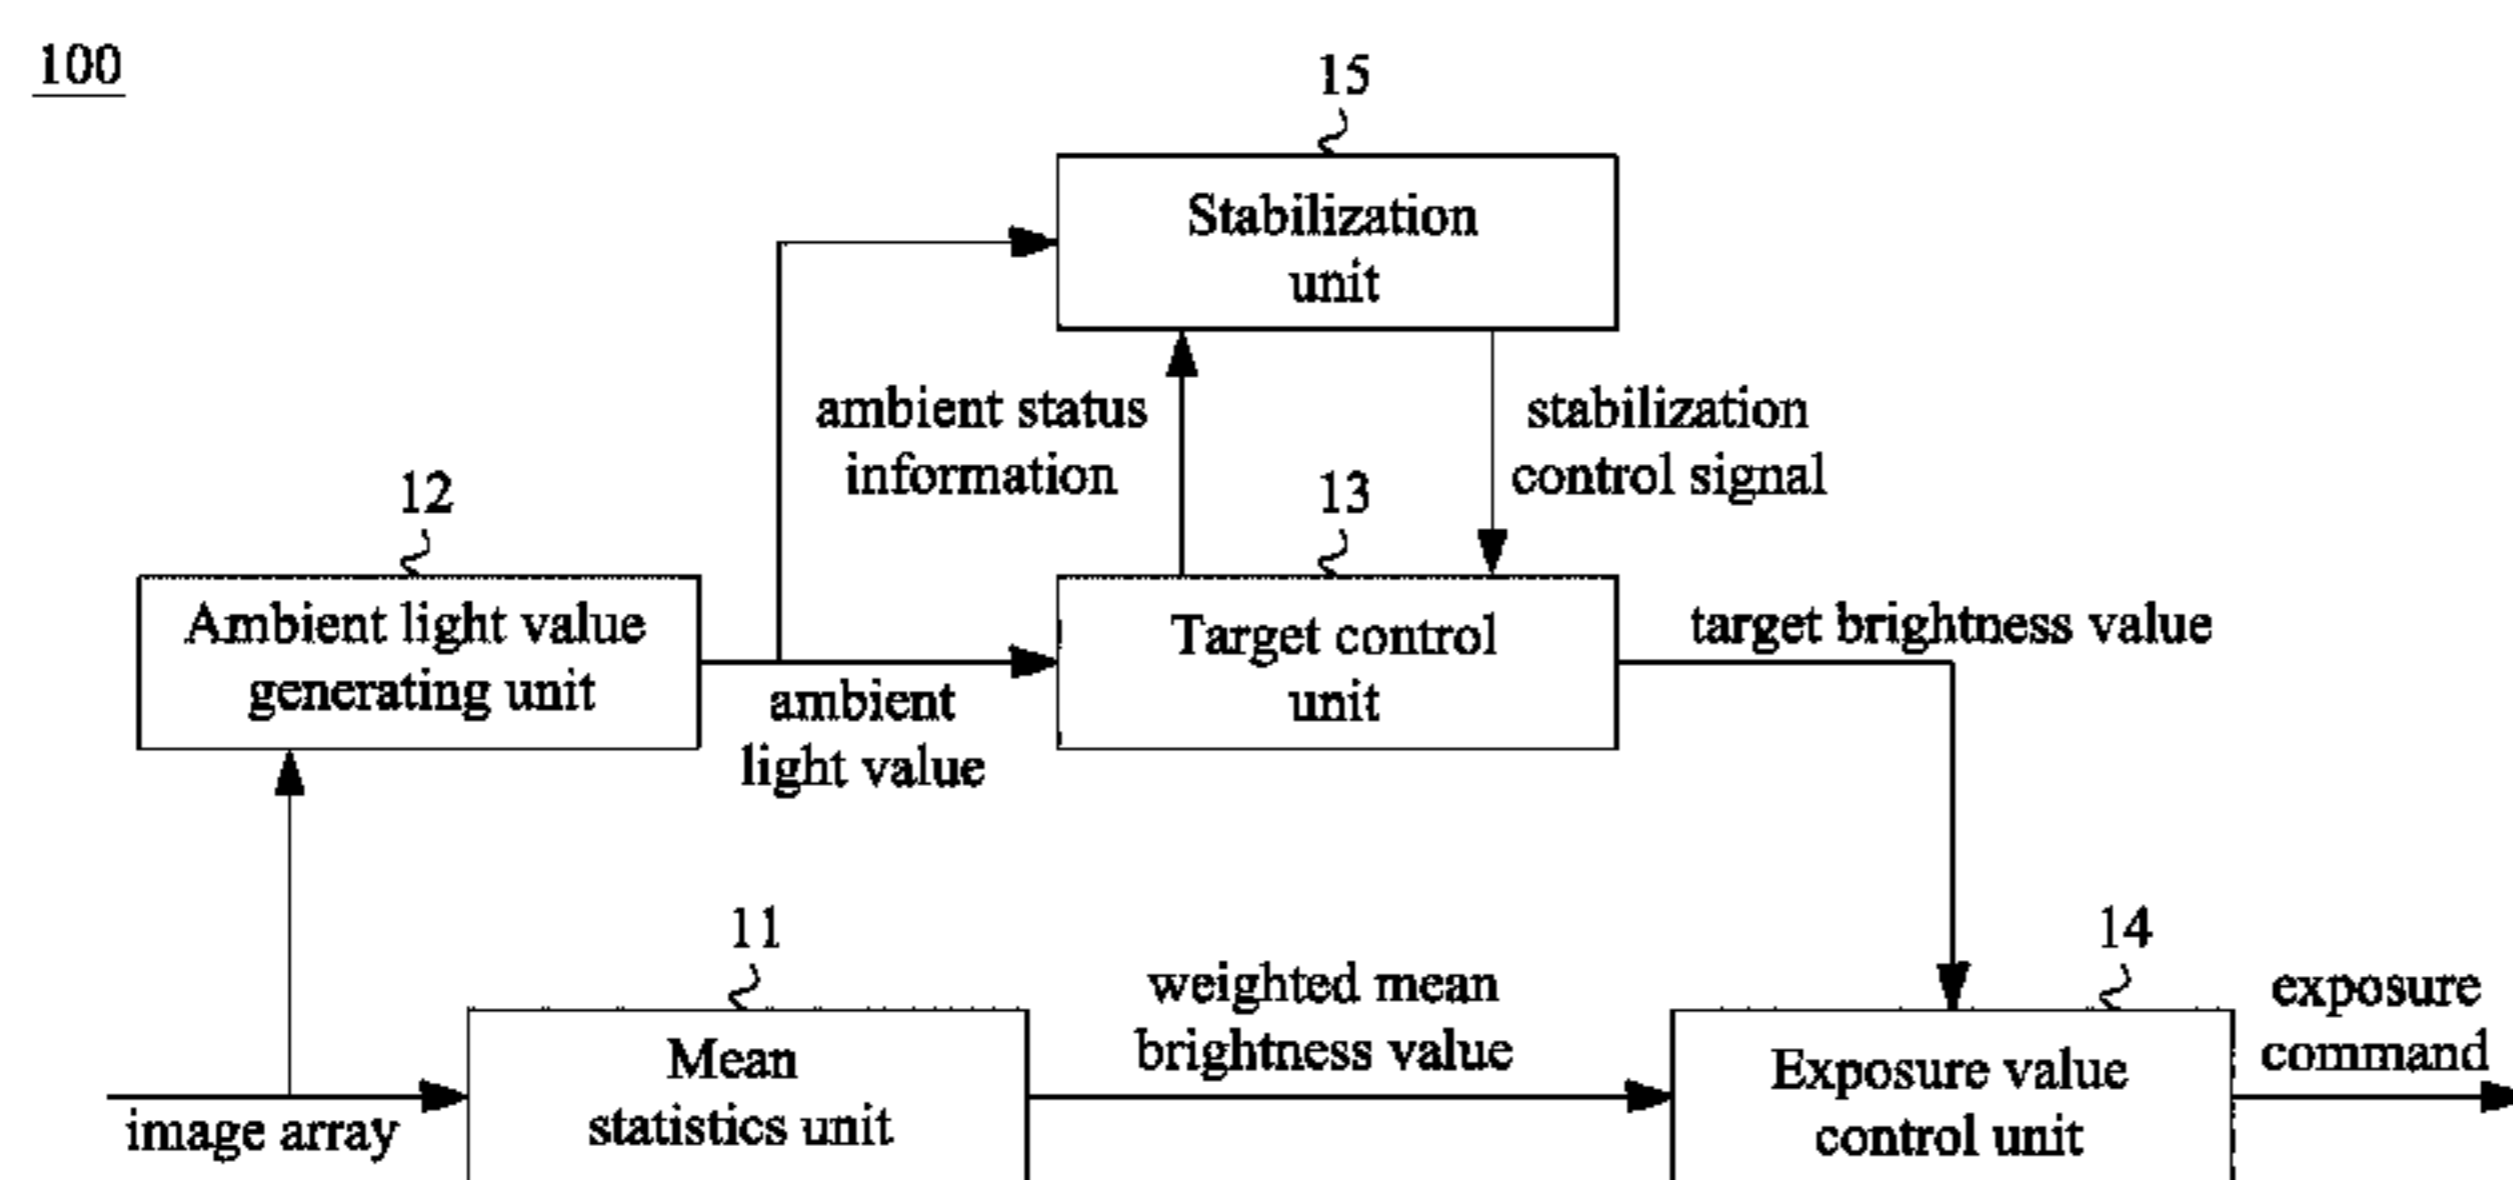 100
15
Stabilization
unit
ambient status
information
stabilization
control signal
12
13
Ambient light value
generating unit
ambient
light value
Target control
unit
target brightness value
11
14
image array
Mean
statistics unit
weighted mean
brightness value
Exposure value
control unit
exposure
command